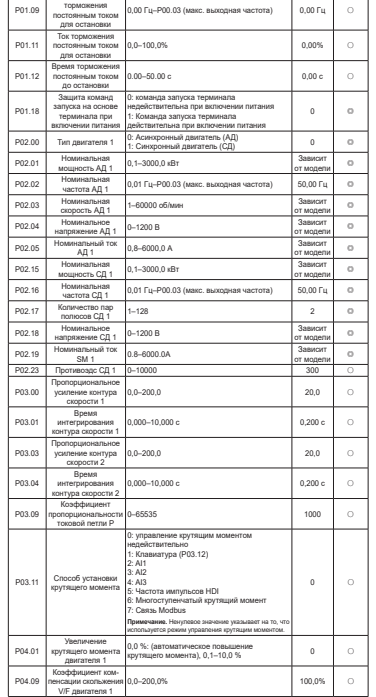 P01.09
торможения
постоянным током
для остановки
0,00 Гц–P00.03 (макс. выходная частота)
0,00 Гц
P01.11
Ток торможения
постоянным током
для остановки
0,0–100,0%
0,00%
P01.12
Время торможения
постоянным током
до остановки
0.00-50.00 с
0,00 с
P01.18
Защита команд
запуска на основе
терминала при
включении питания
0: команда запуска терминала
недействительна при включении питания
1: Команда запуска терминала
действительна при включении питания
0
P02.00
Тип двигателя 1
0: Асинхронный двигатель (АД)
1: Синхронный двигатель (СД)
0
P02.01
Номинальная
мощность АД 1
0,1–3000,0 кВт
Зависит
от модели
P02.02
Номинальная
частота АД 1
0,01 Гц–P00.03 (макс. выходная частота)
50,00 Гц
P02.03
Номинальная
скорость АД 1
1–60000 об/мин
Зависит
от модели
P02.04
Номинальное
напряжение АД 1
0–1200 В
Зависит
от модели
P02.05
Номинальный ток
АД 1
0,8–6000,0 А
Зависит
от модели
P02.15
Номинальная
мощность СД 1
0,1–3000,0 кВт
Зависит
от модели
P02.16
Номинальная
частота СД 1
0,01 Гц–P00.03 (макс. выходная частота)
50,00 Гц
P02.17
Количество пар
полюсов СД 1
1–128
2
P02.18
Номинальное
напряжение СД 1
0–1200 В
Зависит
от модели
P02.19
Номинальный ток
SM 1
0.8–6000.0А
Зависит
от модели
P02.23
Противоэдс СД 1
0–10000
300
P03.00
Пропорциональное
усиление контура
скорости 1
0,0–200,0
20,0
P03.01
Время
интегрирования
контура скорости 1
0,000–10,000 с
0,200 с
P03.03
Пропорциональное
усиление контура
скорости 2
0,0–200,0
20,0
P03.04
Время
интегрирования
контура скорости 2
0,000–10,000 с
0,200 с
P03.09
Коэффициент
пропорциональности
токовой петли P
0–65535
1000
P03.11
Способ установки
крутящего момента
0: управление крутящим моментом
недействительно
1: Клавиатура (P03.12)
2: AI1
3: AI2
4: AI3
5: Частота импульсов HDI
6: Многоступенчатый крутящий момент
7: Связь Modbus
Примечание. Ненулевое значение указывает на то, что
используется режим управления крутящим моментом.
0
P04.01
Увеличение
крутящего момента
двигателя 1
0,0 %: (автоматическое повышение
крутящего момента), 0,1–10,0 %
0
P04.09
Коэффициент ком-
пенсации скольжения
V/F двигателя 1
0,0–200,0%
100,0%